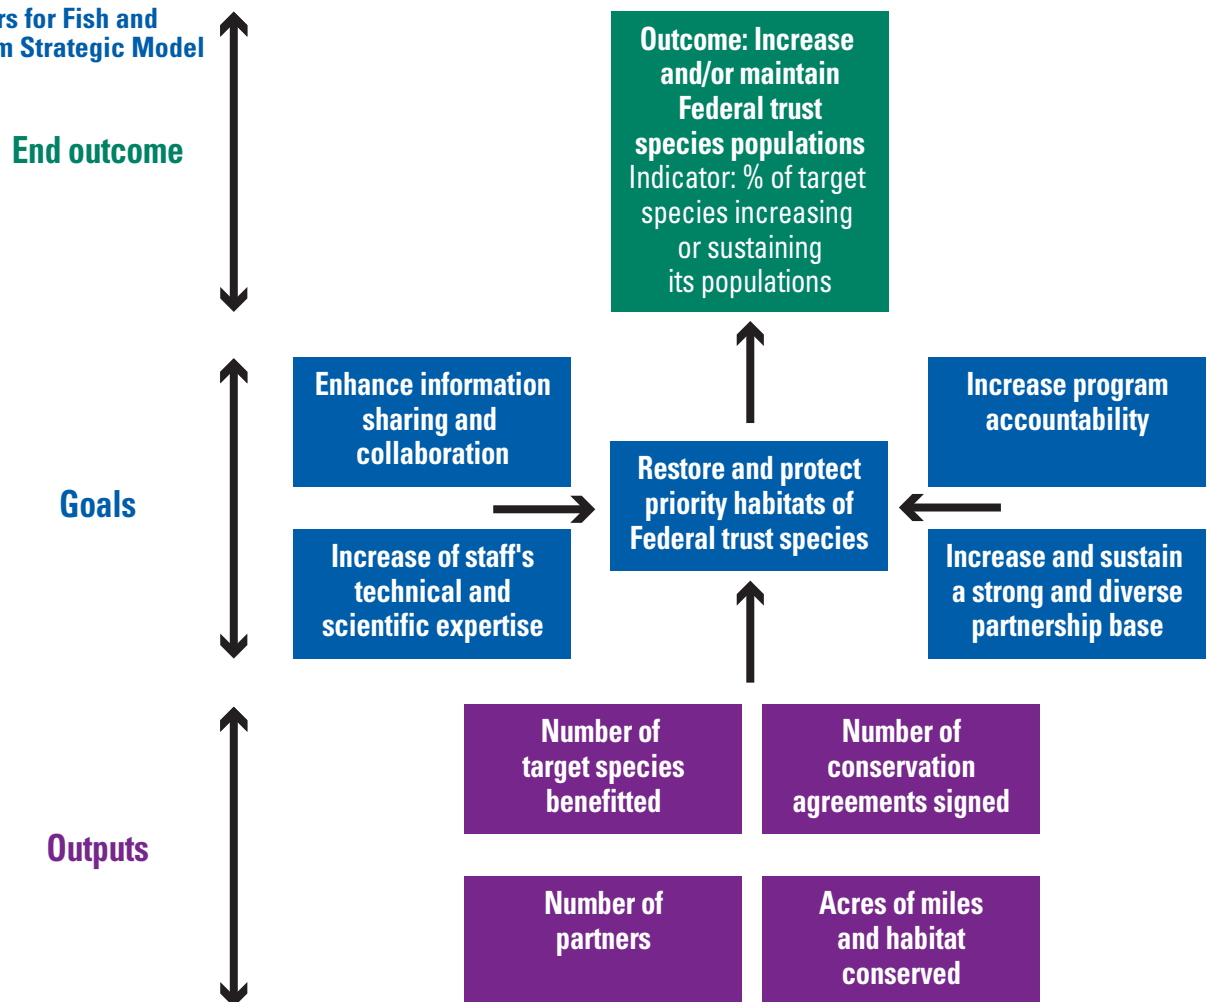 rs for Fish and
m Strategic Model
End outcome
Outcome: Increase
and/or maintain
Federal trust
species populations
Indicator: % of target
species increasing
or sustaining
its populations
Goals
Enhance information
sharing and
collaboration
Increase of staff's
technical and
scientific expertise
Restore and protect
priority habitats of
Federal trust species
Increase program
accountability
Increase and sustain
a strong and diverse
partnership base
Outputs
Number of
target species
benefitted
Number of
conservation
agreements signed
Number of
partners
Acres of miles
and habitat
conserved